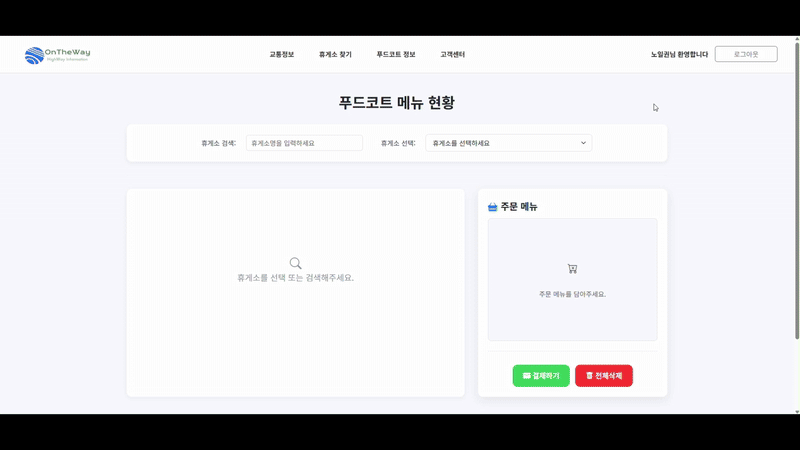 OnTheWay
HighWay Information
교통정보
휴게소 찾기
푸드코트 정보
고객센터
노일권님 환영합니다
로그아웃
푸드코트 메뉴 현황
휴게소 검색:
휴게소명을 입력하세요
휴게소 선택:
휴게소를 선택하세요
휴게소를 선택 또는 검색해주세요.
주문 메뉴
주문 메뉴를 담아주세요.
결제하기
전체삭제